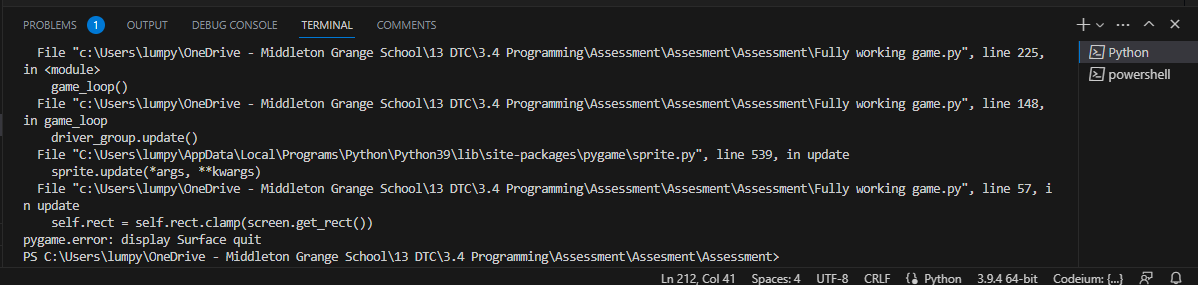 PROBLEMS 1 OUTPUT DEBUG CONSOLE TERMINAL COMMENTS
File "c:\Users\lumpy\OneDrive - Middleton Grange School\13 DTC\3.4 Programming\Assessment\Assesment\Assessment\Fully working game.py", line 225,
in <module>
game_loop()
File "c:\Users\lumpy\OneDrive - Middleton Grange School\13 DTC\3.4 Programming\Assessment\Assesment\Assessment\Fully working game.py", line 148,
in game_loop
driver_group.update()
File "C:\Users\lumpy\AppData\Local\Programs\Python\Python39\lib\site-packages\pygame\sprite.py", line 539, in update
sprite.update(*args, **kwargs)
File "c:\Users\lumpy\OneDrive - Middleton Grange School\13 DTC\3.4 Programming\Assessment\Assesment\Assessment\Fully working game.py", line 57, i
n update
self.rect = self.rect.clamp(screen.get_rect())
pygame.error: display Surface quit
PS C:\Users\lumpy\OneDrive - Middleton Grange School\13 DTC\3.4 Programming\Assessment\Assesment\Assessment>
Python
powershell
Ln 212, Col 41 Spaces: 4 UTF-8 CRLF Python 3.9.4 64-bit Codeium: {...}